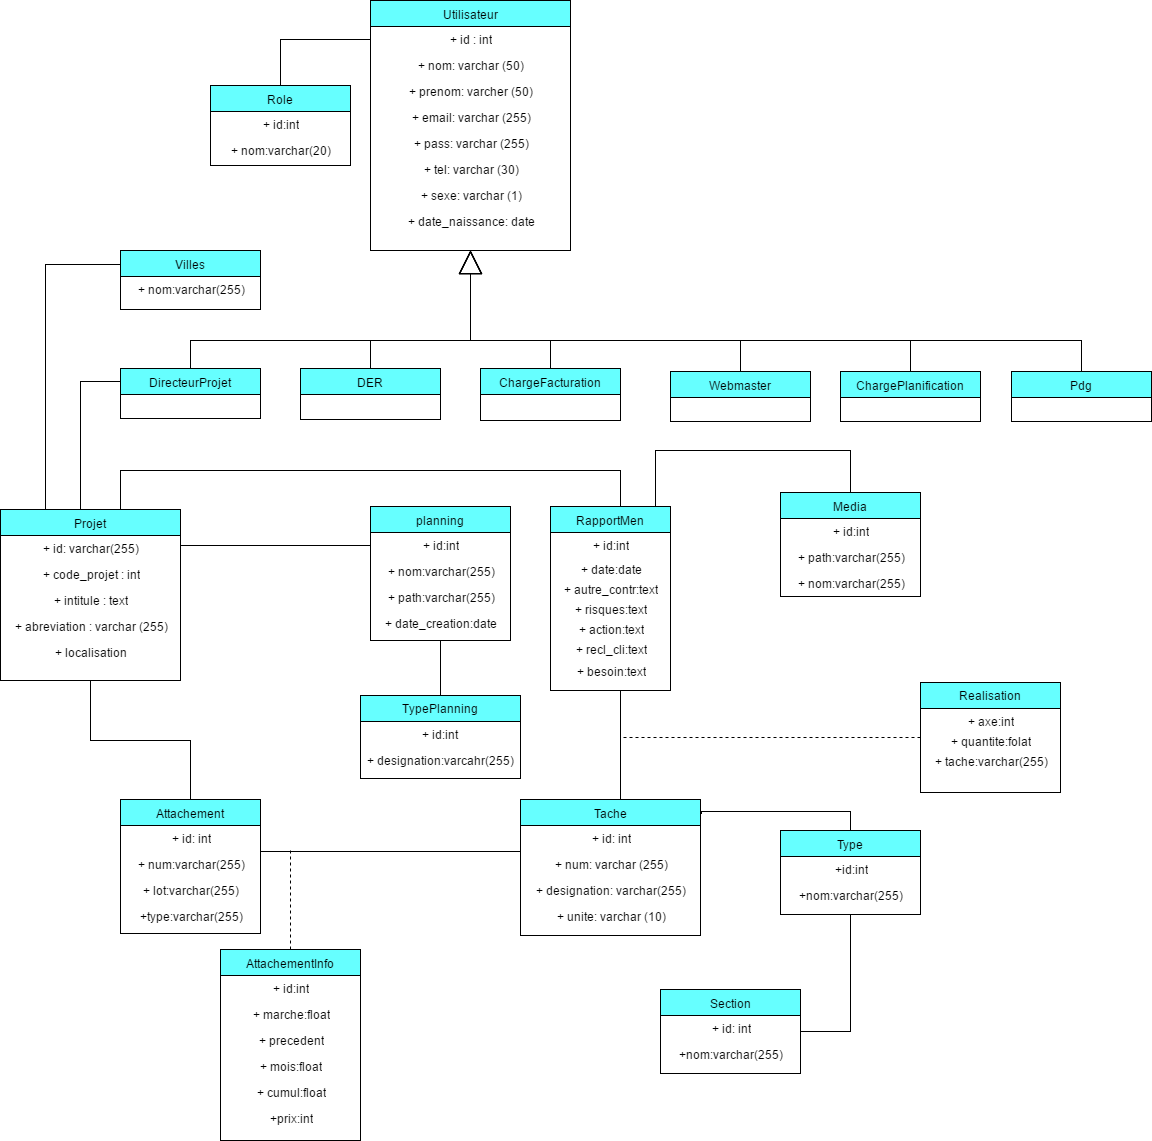 Utilisateur
+ id : int
+ nom: varchar (50)
+ prenom: varcher (50)
+ email: varchar (255)
+ pass: varchar (255)
+ tel: varchar (30)
+ sexe: varchar (1)
+ date_naissance: date
Role
+ id:int
+ nom:varchar(20)
Villes
+ nom:varchar(255)
DirecteurProjet
DER
ChargeFacturation
Webmaster
ChargePlanification
Pdg
Projet
+ id: varchar(255)
+ code_projet : int
+ intitule : text
+ abreviation : varchar (255)
+ localisation
planning
+ id:int
+ nom:varchar(255)
+ path:varchar(255)
+ date_creation:date
RapportMen
+ id:int
+ date:date
+ autre_contr:text
+ risques:text
+ action:text
+ recl_cli:text
+ besoin:text
Media
+ id:int
+ path:varchar(255)
+ nom:varchar(255)
TypePlanning
+ id:int
+ designation:varcahr(255)
Realisation
+ axe:int
+ quantite:folat
+ tache:varchar(255)
Attachement
+ id: int
+ num:varchar(255)
+ lot:varchar(255)
+type:varchar(255)
Tache
+ id: int
+ num: varchar (255)
+ designation: varchar(255)
+ unite: varchar (10)
Type
+id:int
+nom:varchar(255)
AttachementInfo
+ id:int
+ marche:float
+ precedent
+ mois:float
+ cumul:float
+prix:int
Section
+ id: int
+nom:varchar(255)